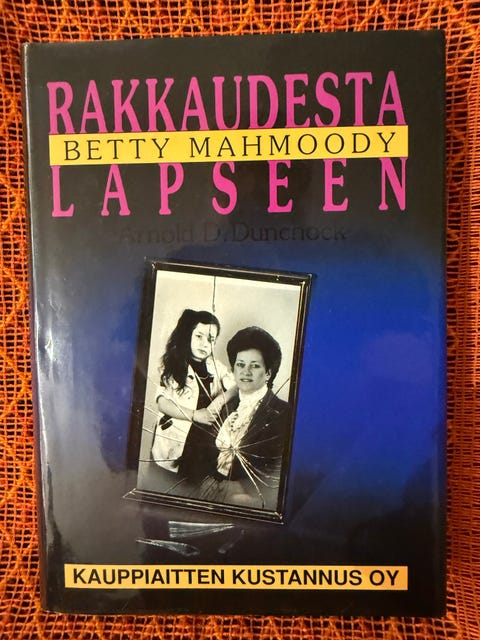 RAKKAUDESTA
BETTY MAHMOODY
LAPSEEN
Arnold D. Dunchock
KAUPPIAITTEN KUSTANNUS OY